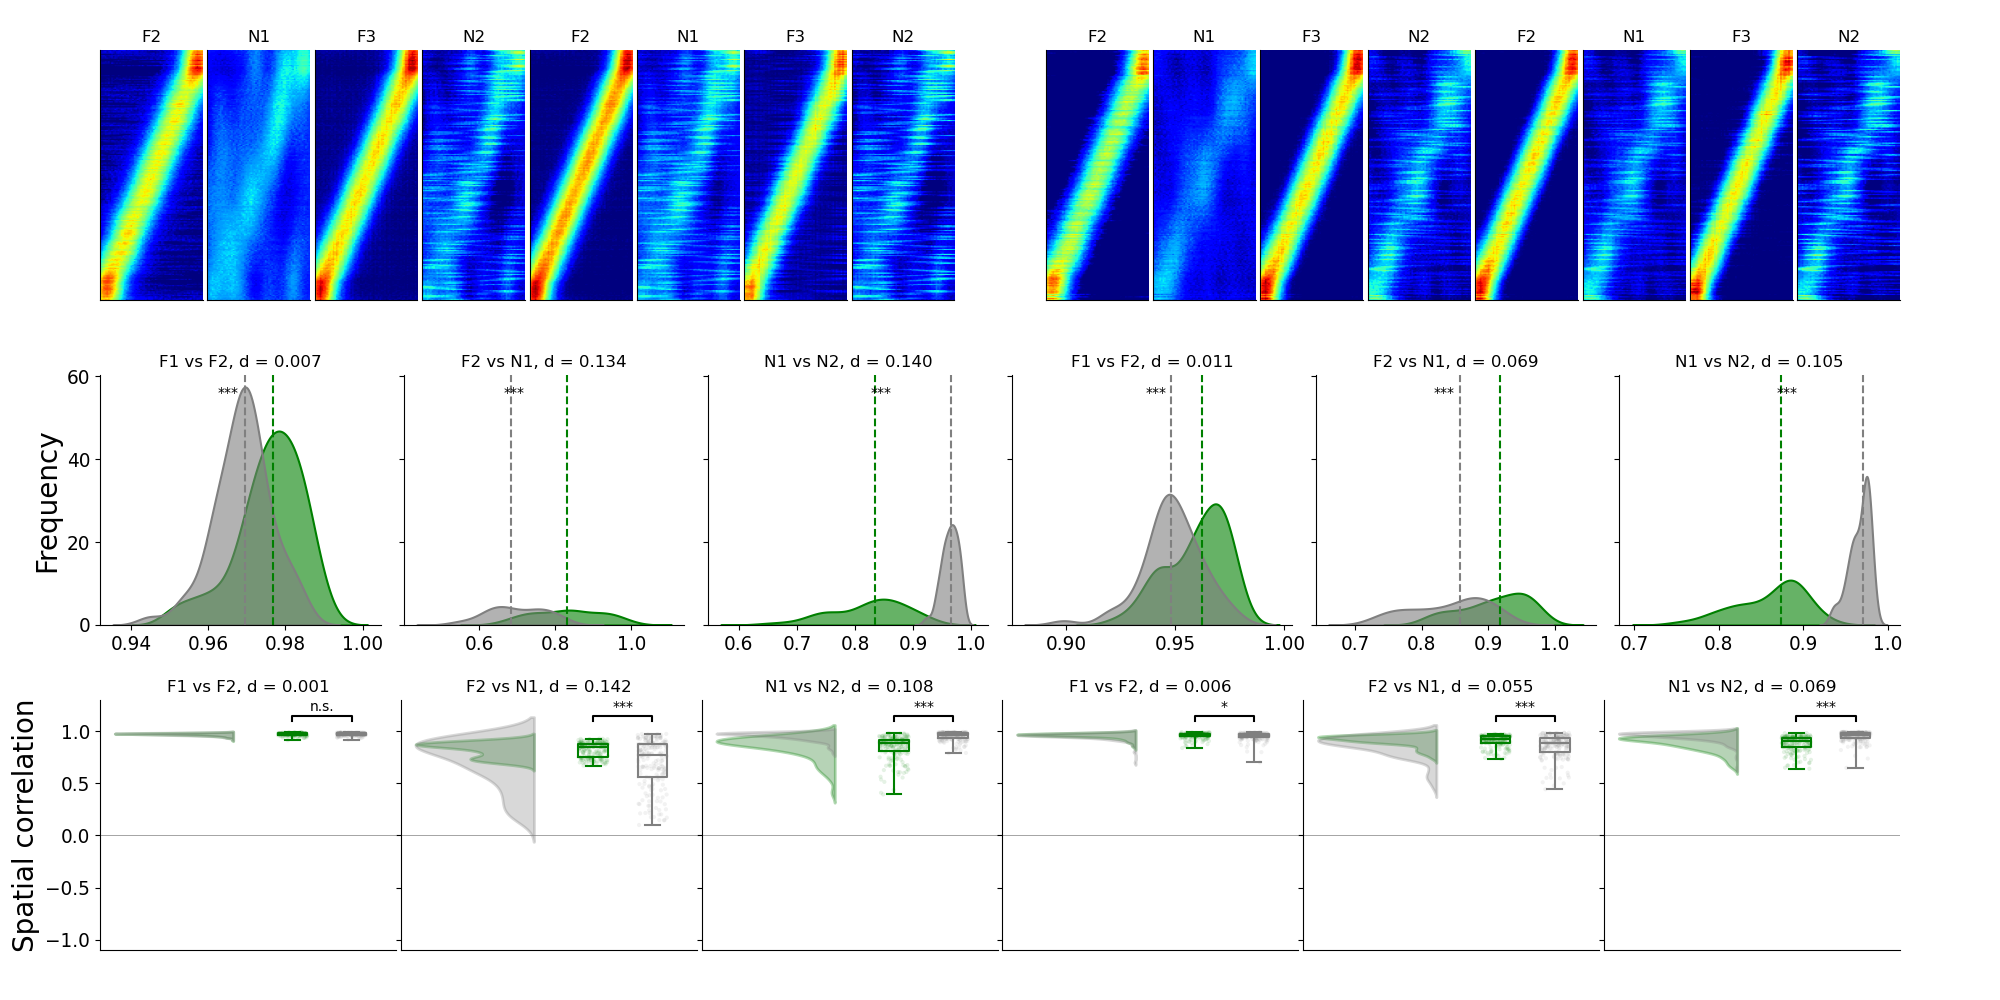 F2 N1 F3 N2 F2 N1 F3 N2 F2 N1 F3 N2 F2 N1 F3 N2
F1 vs F2, d = 0.007 F2 vs N1, d = 0.134 N1 vs N2, d = 0.140 F1 vs F2, d = 0.011 F2 vs N1, d = 0.069 N1 vs N2, d = 0.105
*** *** *** *** *** ***
Frequency
60
40
20
0
0.94 0.96 0.98 1.00 0.6 0.8 1.0 0.6 0.7 0.8 0.9 1.0 0.90 0.95 1.00 0.7 0.8 0.9 1.0 0.7 0.8 0.9 1.0
F1 vs F2, d = 0.001 F2 vs N1, d = 0.142 N1 vs N2, d = 0.108 F1 vs F2, d = 0.006 F2 vs N1, d = 0.055 N1 vs N2, d = 0.069
n.s. *** *** * *** ***
Spatial correlation
1.0
0.5
0.0
−0.5
−1.0